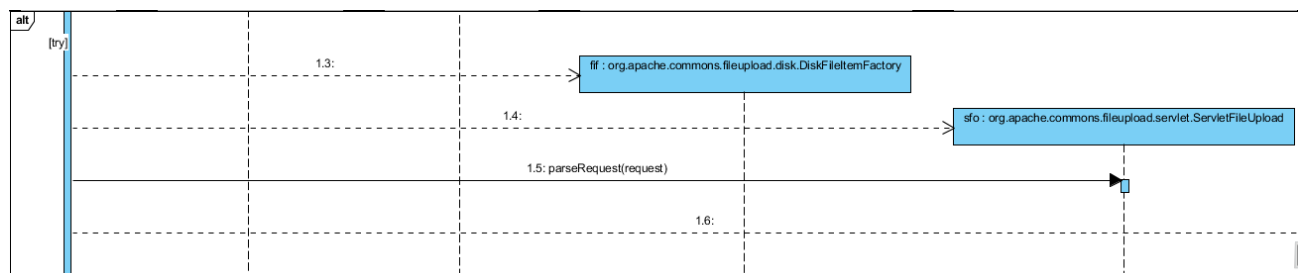 alt
[try]
1.3:
fif : org.apache.commons.fileupload.disk.DiskFileItemFactory
1.4:
sfo : org.apache.commons.fileupload.servlet.ServletFileUpload
1.5: parseRequest(request)
1.6: